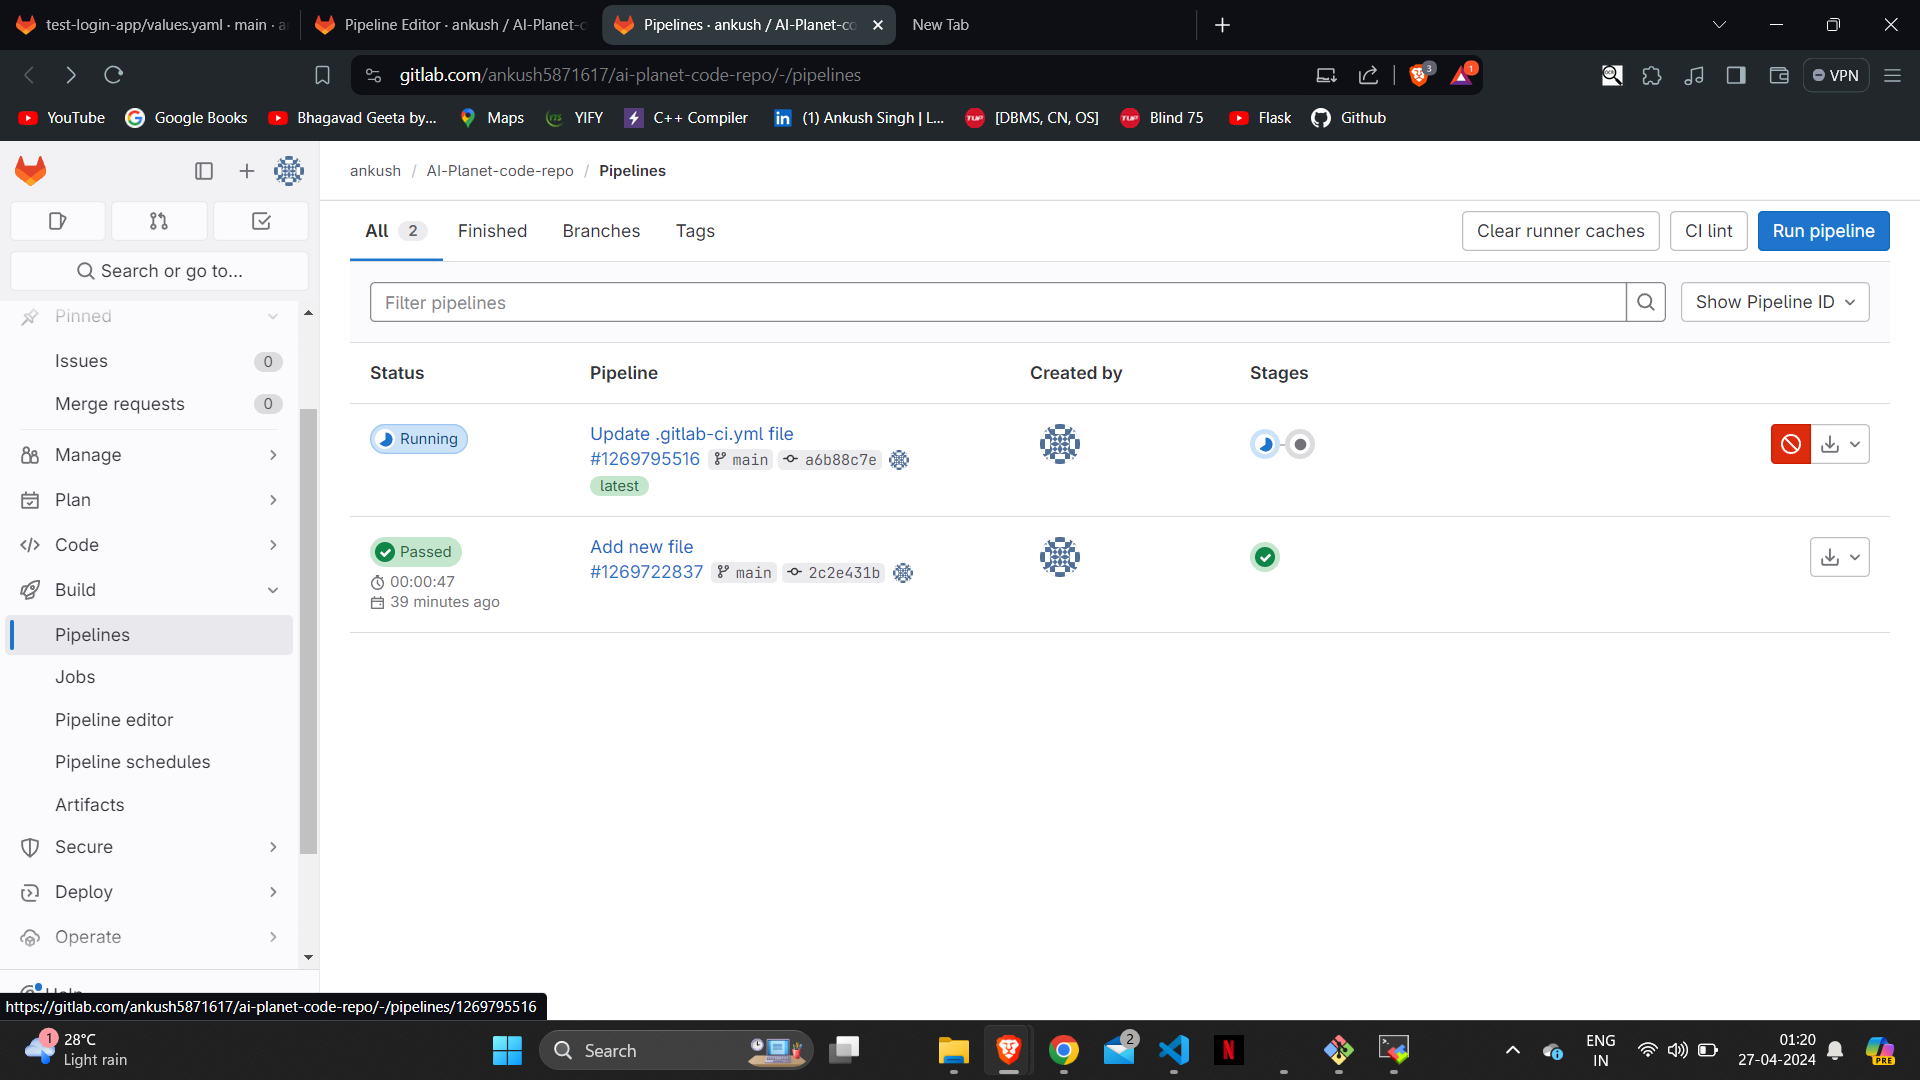 test-login-app/values.yaml · main · a
Pipeline Editor · ankush / AI-Planet-c
Pipelines · ankush / AI-Planet-co
New Tab
gitlab.com/ankush5871617/ai-planet-code-repo/-/pipelines
3
1
VPN
YouTube
Google Books
Bhagavad Geeta by...
Maps
YIFY
C++ Compiler
(1) Ankush Singh | L...
[DBMS, CN, OS]
Blind 75
Flask
Github
Search or go to...
Pinned
Issues 0
Merge requests 0
Manage
Plan
Code
Build
Pipelines
Jobs
Pipeline editor
Pipeline schedules
Artifacts
Secure
Deploy
Operate
Help
ankush / AI-Planet-code-repo / Pipelines
All 2 Finished Branches Tags
Clear runner caches
CI lint
Run pipeline
Filter pipelines
Show Pipeline ID
Status Pipeline Created by Stages
Running
Update .gitlab-ci.yml file
#1269795516 main a6b88c7e
latest
Passed
00:00:47
39 minutes ago
Add new file
#1269722837 main 2c2e431b
https://gitlab.com/ankush5871617/ai-planet-code-repo/-/pipelines/1269795516
1
28°C
Light rain
Search
2
N
ENG
IN
01:20
27-04-2024
PRE